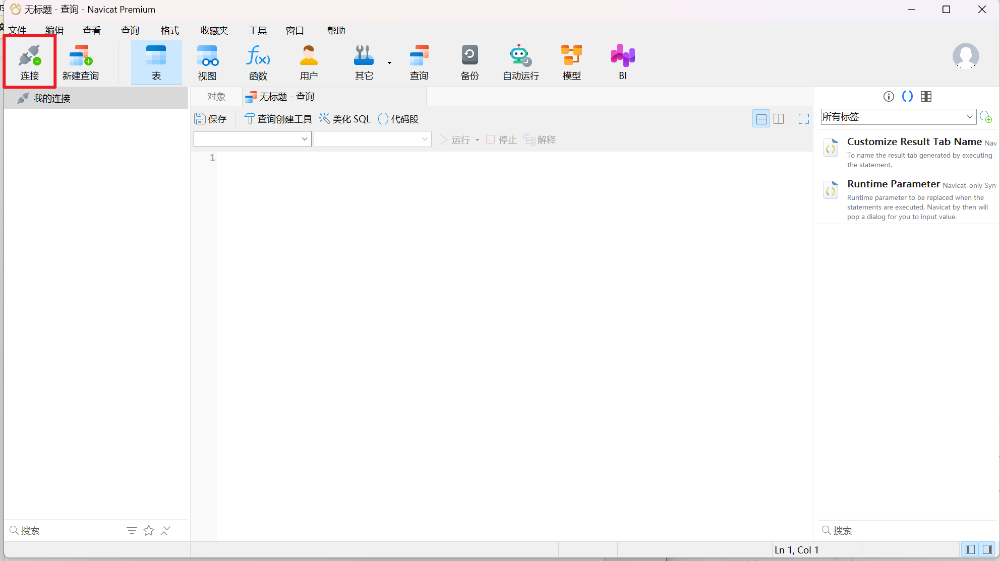 无标题 - 查询 - Navicat Premium
文件 编辑 查看 查询 格式 收藏夹 工具 窗口 帮助
连接 新建查询 表 视图 函数 用户 其它 查询 备份 自动运行 模型 BI
我的连接
对象 无标题 - 查询
保存 查询创建工具 美化 SQL 代码段
运行 停止 解释
1
所有标签
Customize Result Tab Name Nav
To name the result tab generated by executing
the statement.
Runtime Parameter Navicat-only Syn
Runtime parameter to be replaced when the
statements are executed. Navicat by then will
pop a dialog for you to input value.
搜索
搜索
Ln 1, Col 1